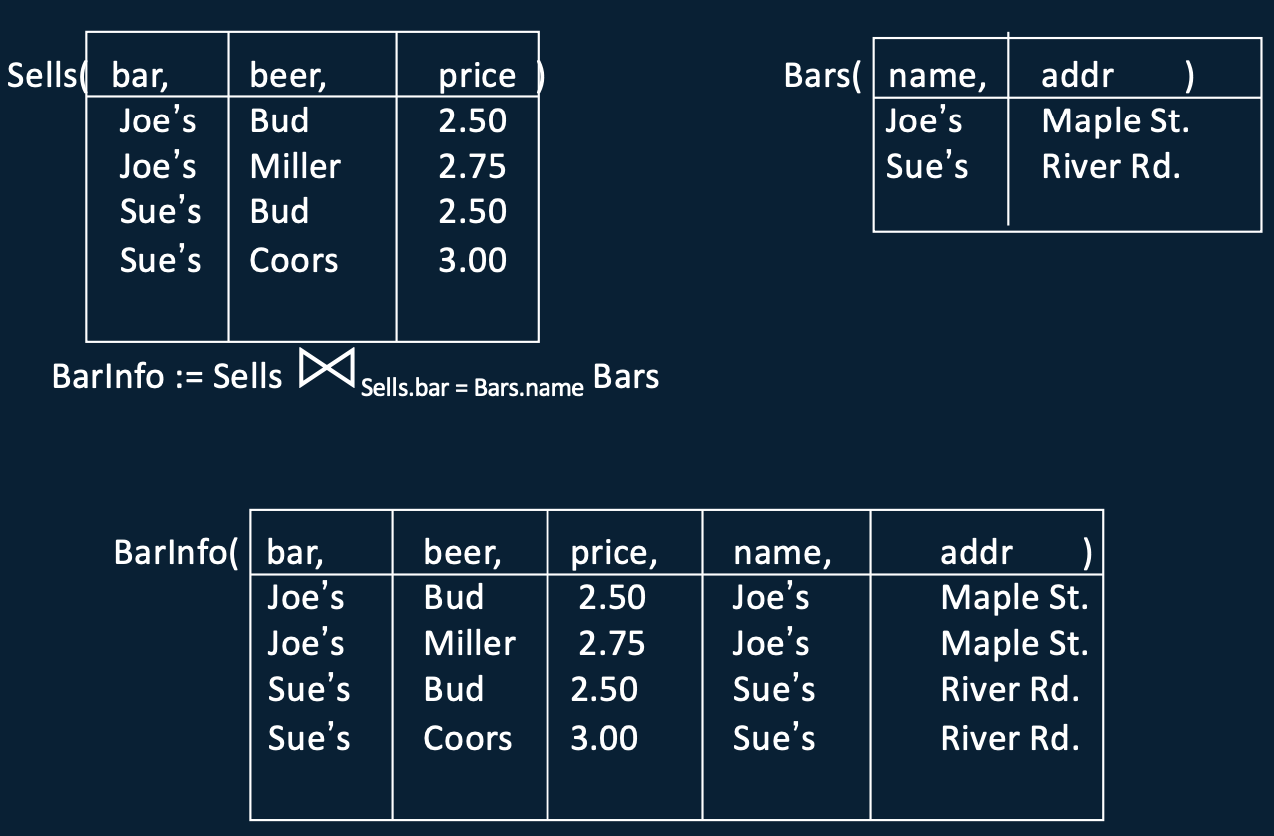 Sells( bar, beer, price )
Joe’s Bud 2.50
Joe’s Miller 2.75
Sue’s Bud 2.50
Sue’s Coors 3.00
Bars( name, addr )
Joe’s Maple St.
Sue’s River Rd.
BarInfo := Sells ⋈ Sells.bar = Bars.name Bars
BarInfo( bar, beer, price, name, addr )
Joe’s Bud 2.50 Joe’s Maple St.
Joe’s Miller 2.75 Joe’s Maple St.
Sue’s Bud 2.50 Sue’s River Rd.
Sue’s Coors 3.00 Sue’s River Rd.